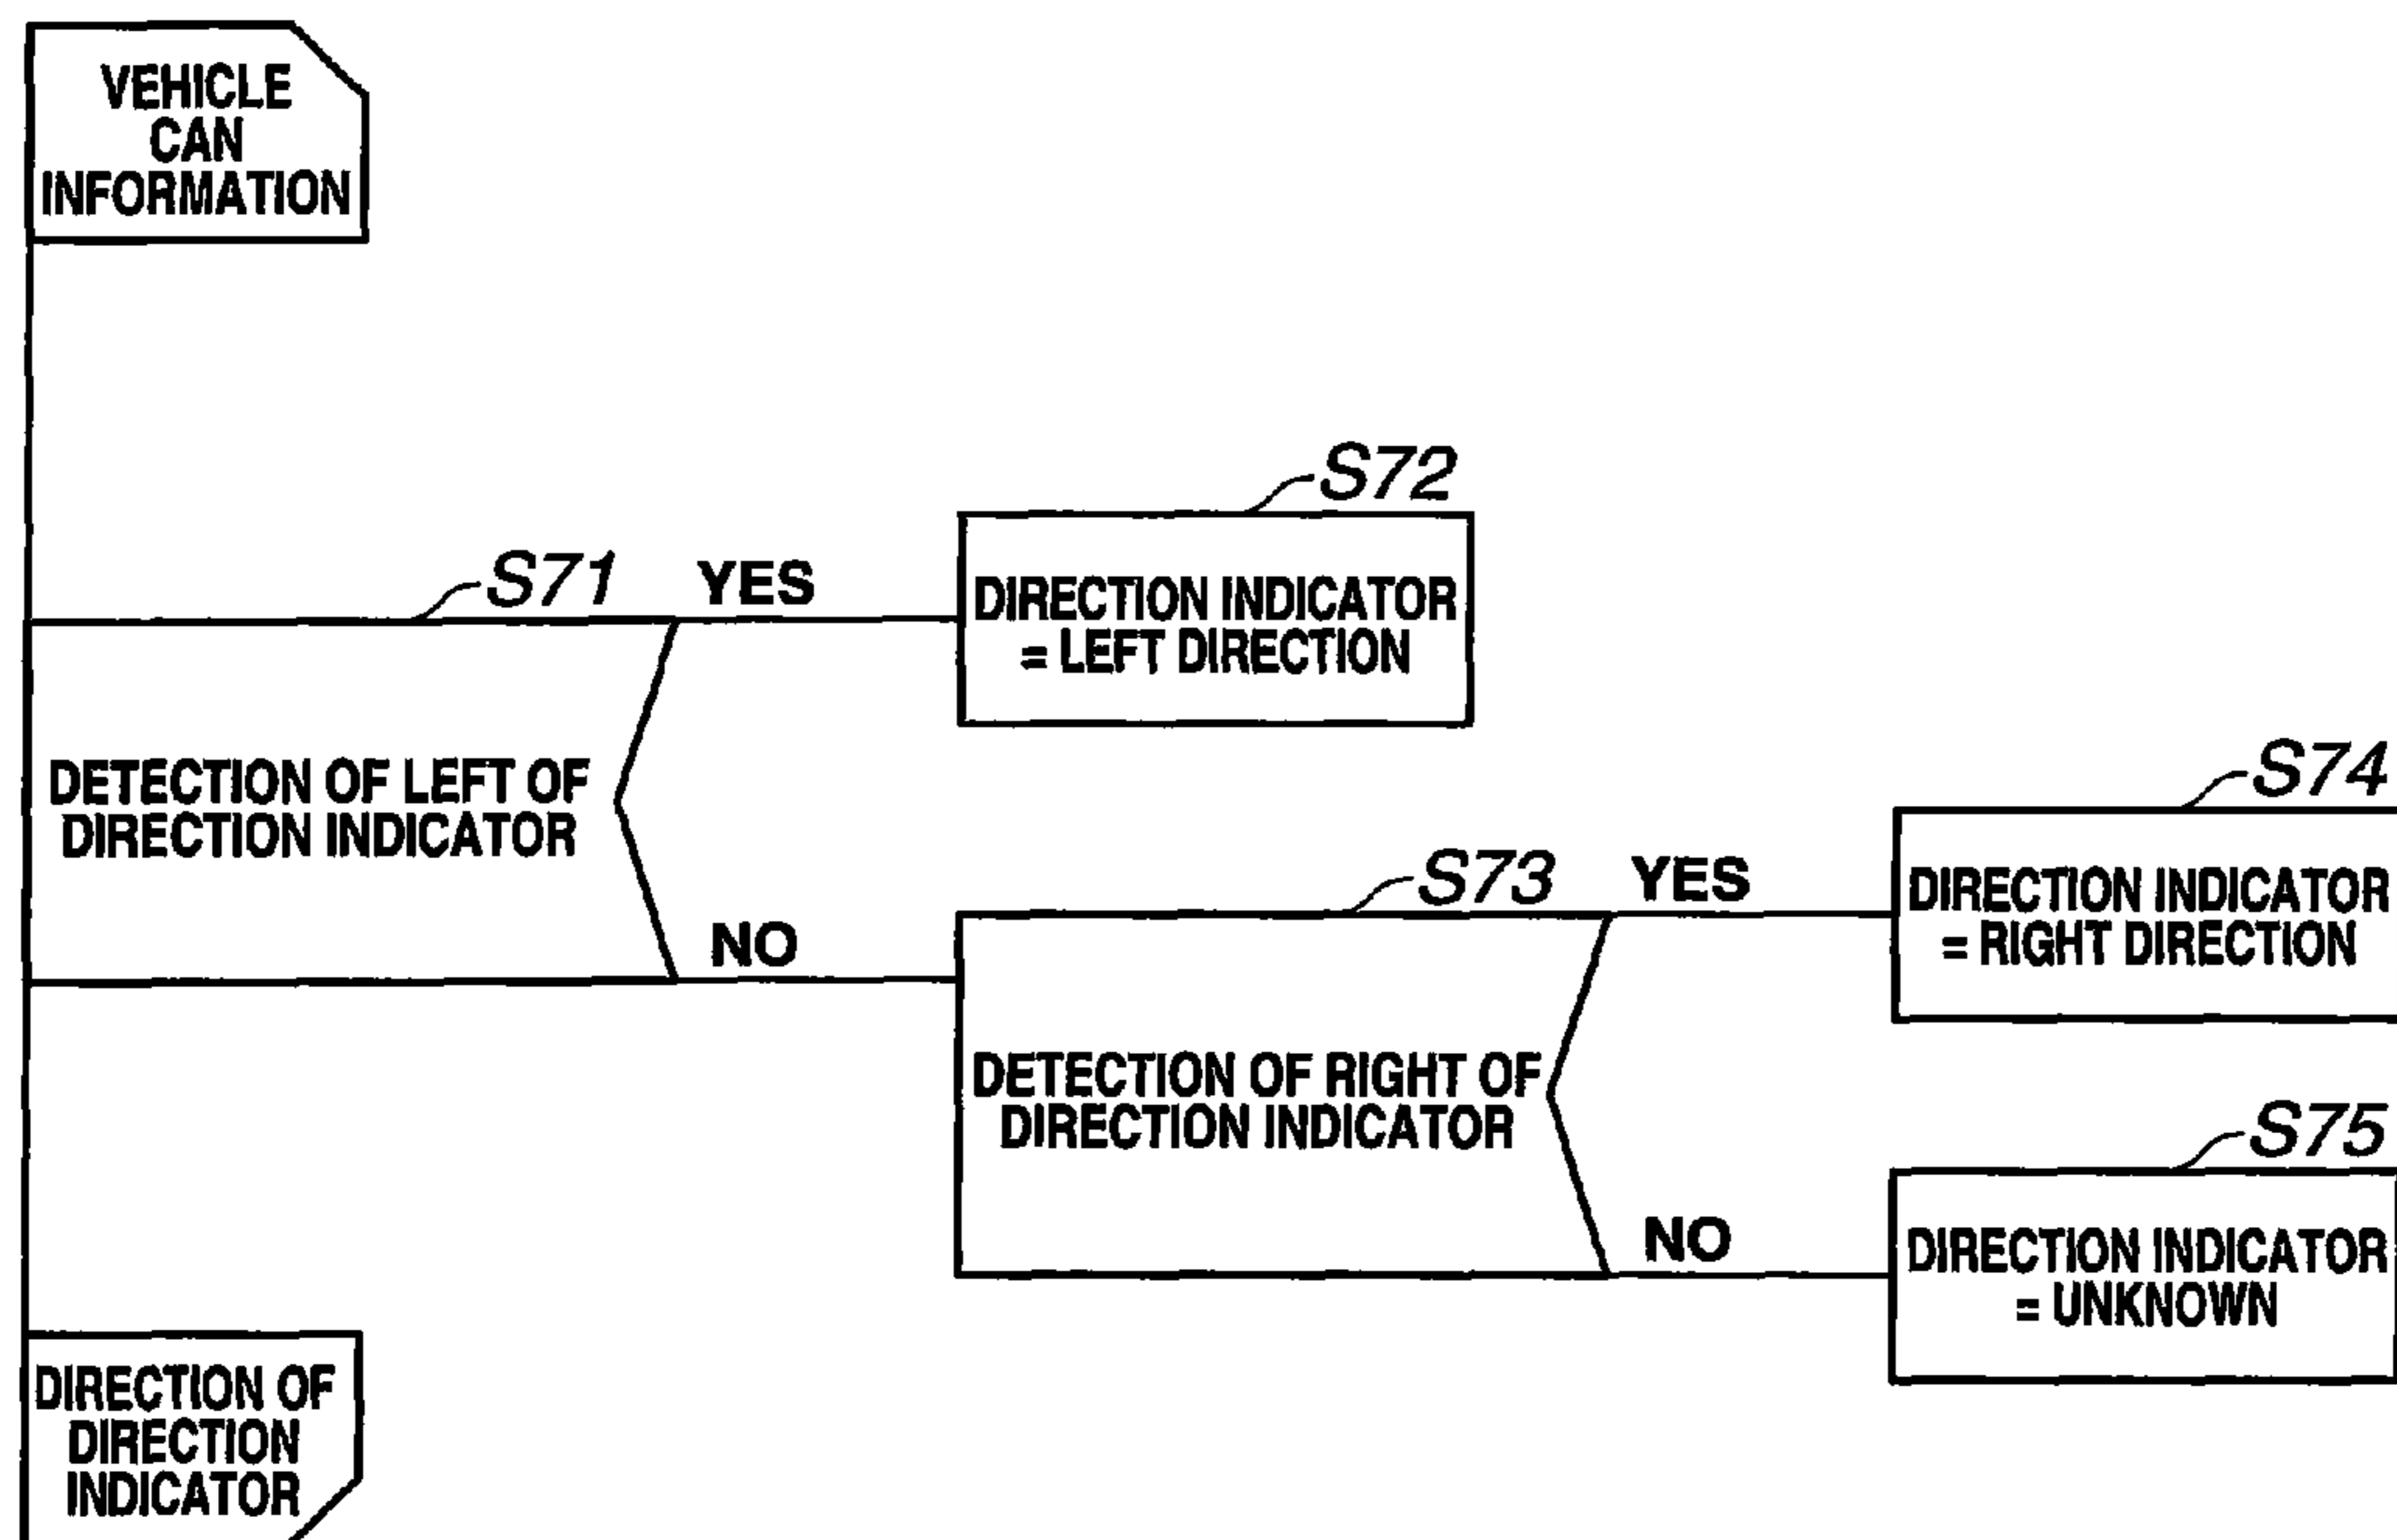 VEHICLE
CAN
INFORMATION
S72
DIRECTION INDICATOR
= LEFT DIRECTION
S71
YES
DETECTION OF LEFT OF
DIRECTION INDICATOR
NO
S73
YES
S74
DIRECTION INDICATOR
= RIGHT DIRECTION
DETECTION OF RIGHT OF
DIRECTION INDICATOR
NO
S75
DIRECTION INDICATOR
= UNKNOWN
DIRECTION OF
DIRECTION
INDICATOR